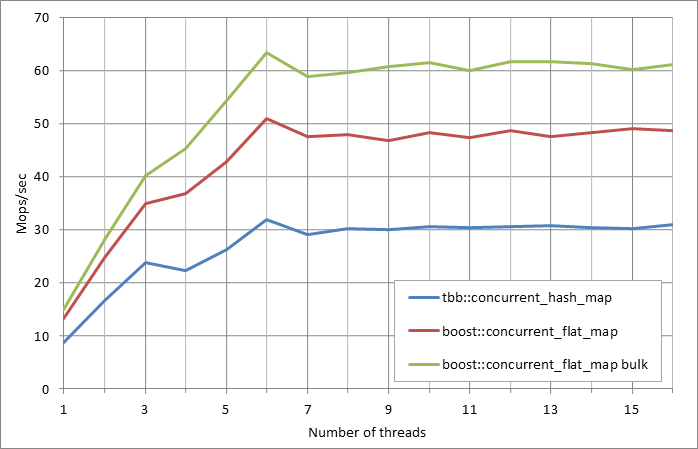 70
60
50
40
30
20
10
0
Mops/sec
tbb::concurrent_hash_map
boost::concurrent_flat_map
boost::concurrent_flat_map bulk
1 3 5 7 9 11 13 15
Number of threads